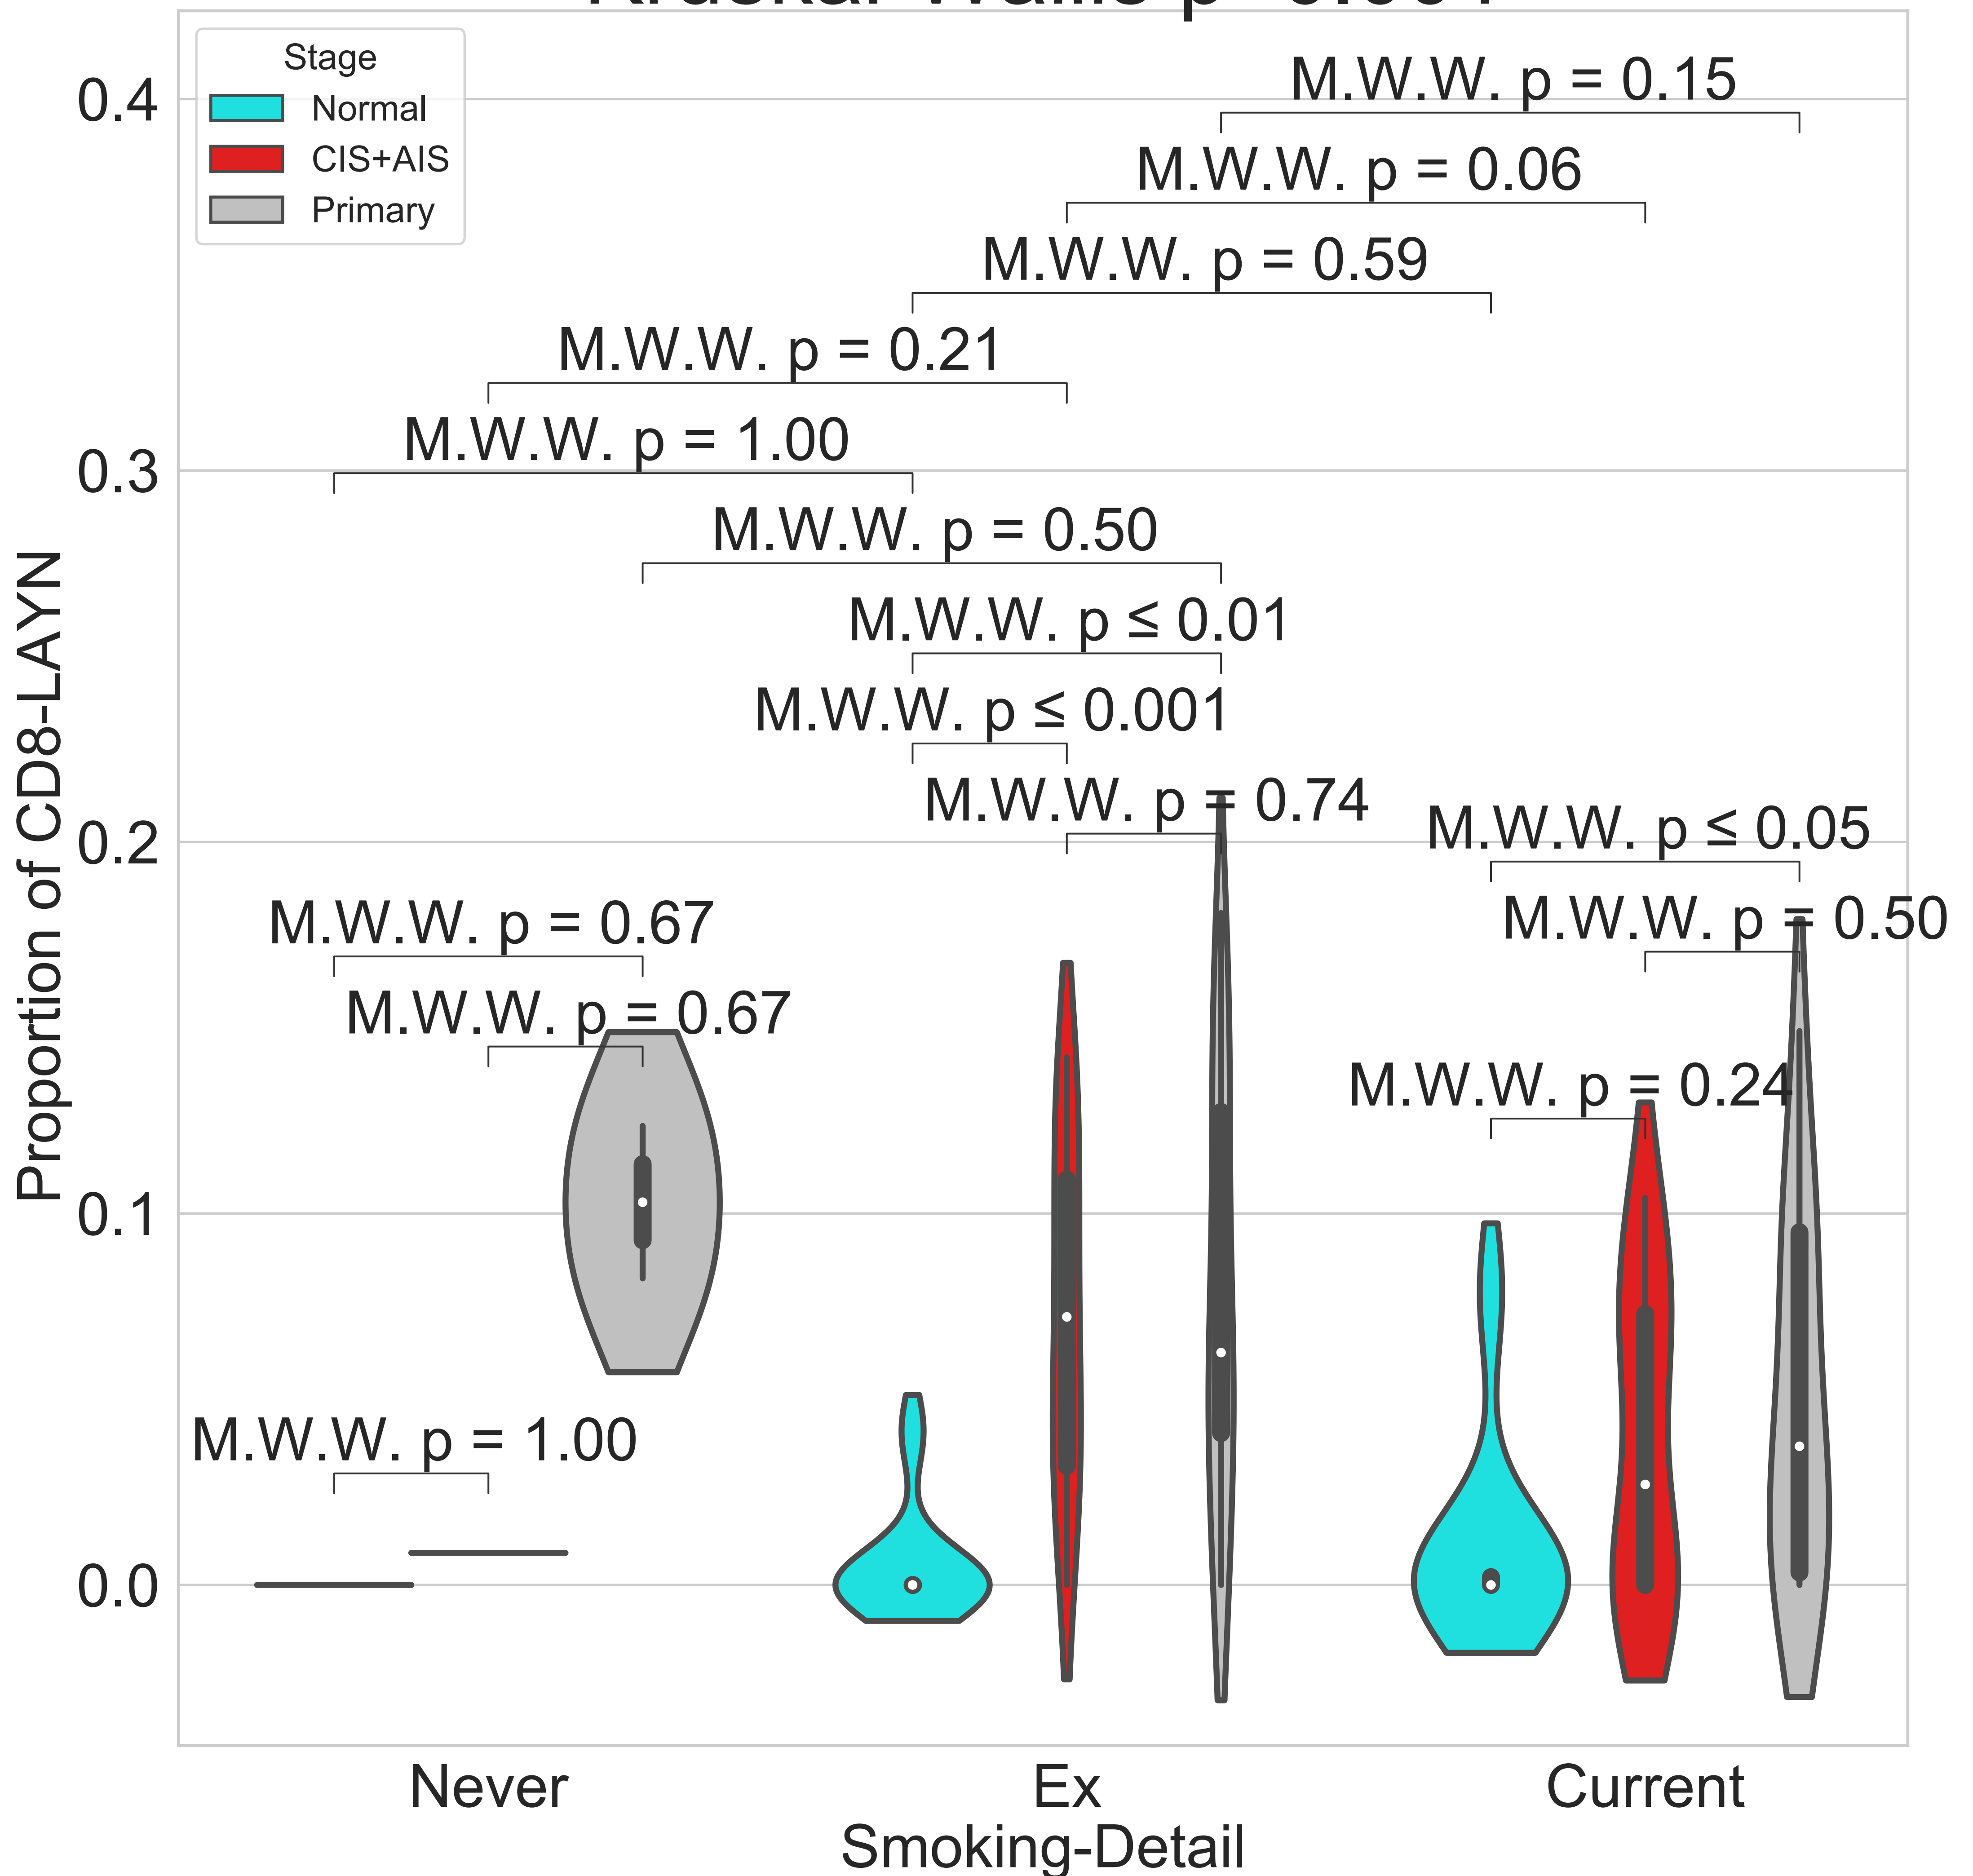 Stage
Normal
CIS+AIS
Primary
0.4
0.3
0.2
0.1
0.0
Proportion of CD8-LAYN
M.W.W. p = 0.15
M.W.W. p = 0.06
M.W.W. p = 0.59
M.W.W. p = 0.21
M.W.W. p = 1.00
M.W.W. p = 0.50
M.W.W. p ≤ 0.01
M.W.W. p ≤ 0.001
M.W.W. p = 0.74
M.W.W. p ≤ 0.05
M.W.W. p = 0.50
M.W.W. p = 0.67
M.W.W. p = 0.67
M.W.W. p = 0.24
M.W.W. p = 1.00
Never
Ex
Current
Smoking-Detail